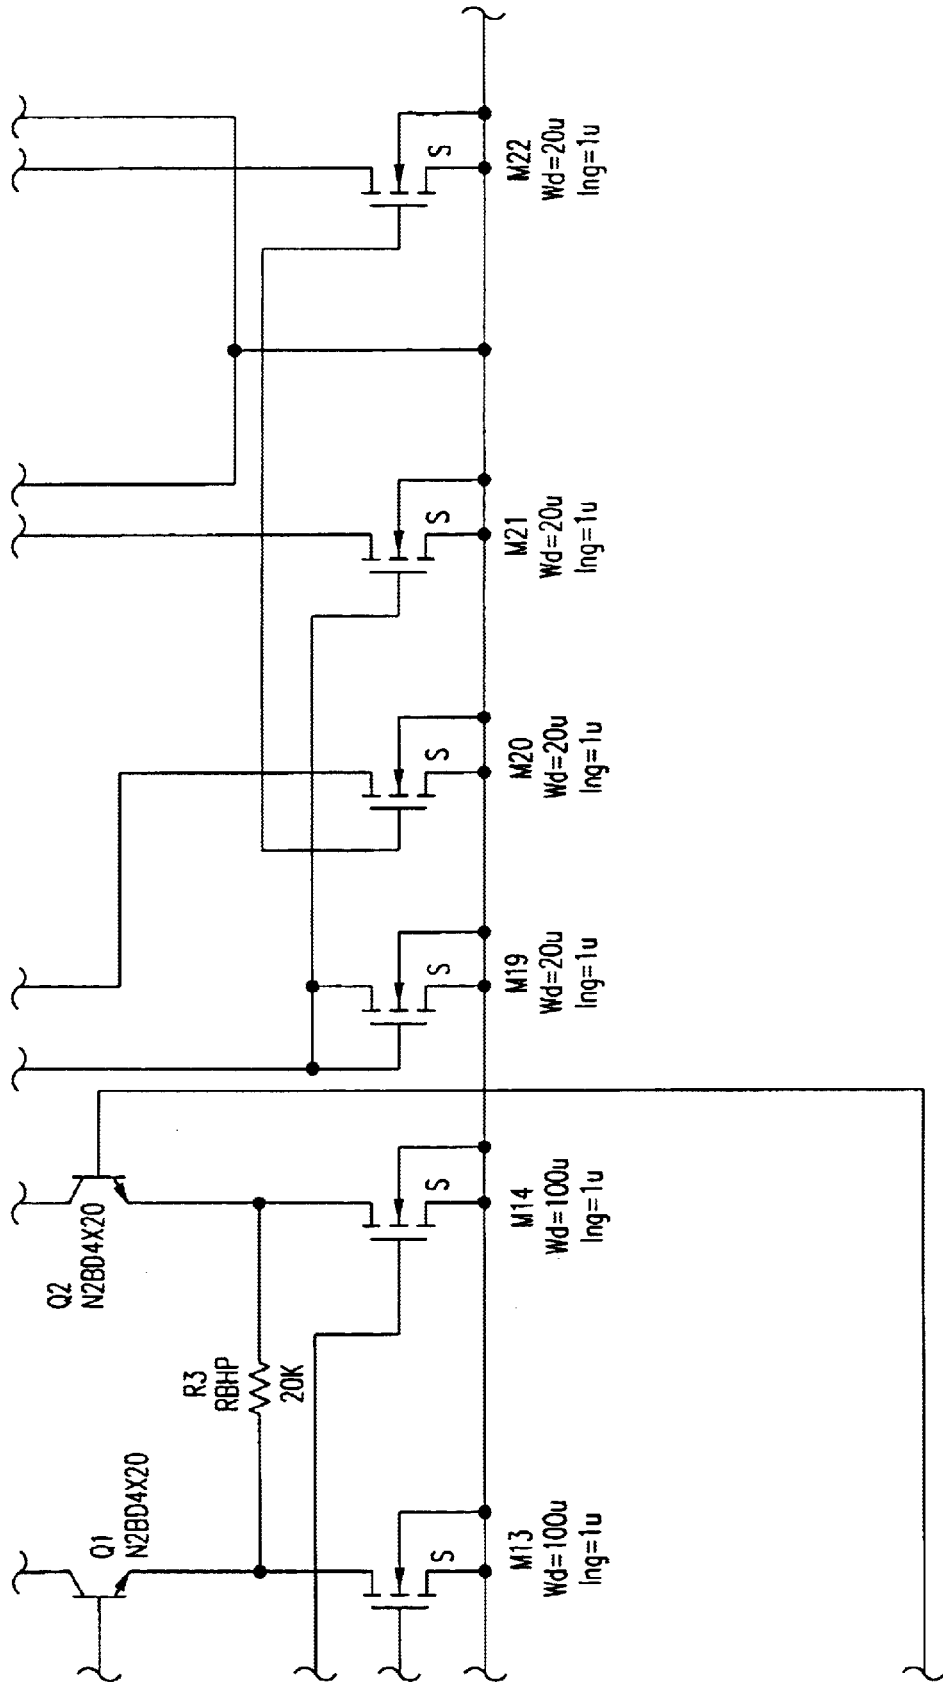 Q1
N2BD4X20
Q2
N2BD4X20
R3
RBHP
20K
S
S
S
S
S
S
M13
Wd=100u
lng=1u
M14
Wd=100u
lng=1u
M19
Wd=20u
lng=1u
M20
Wd=20u
lng=1u
M21
Wd=20u
lng=1u
M22
Wd=20u
lng=1u